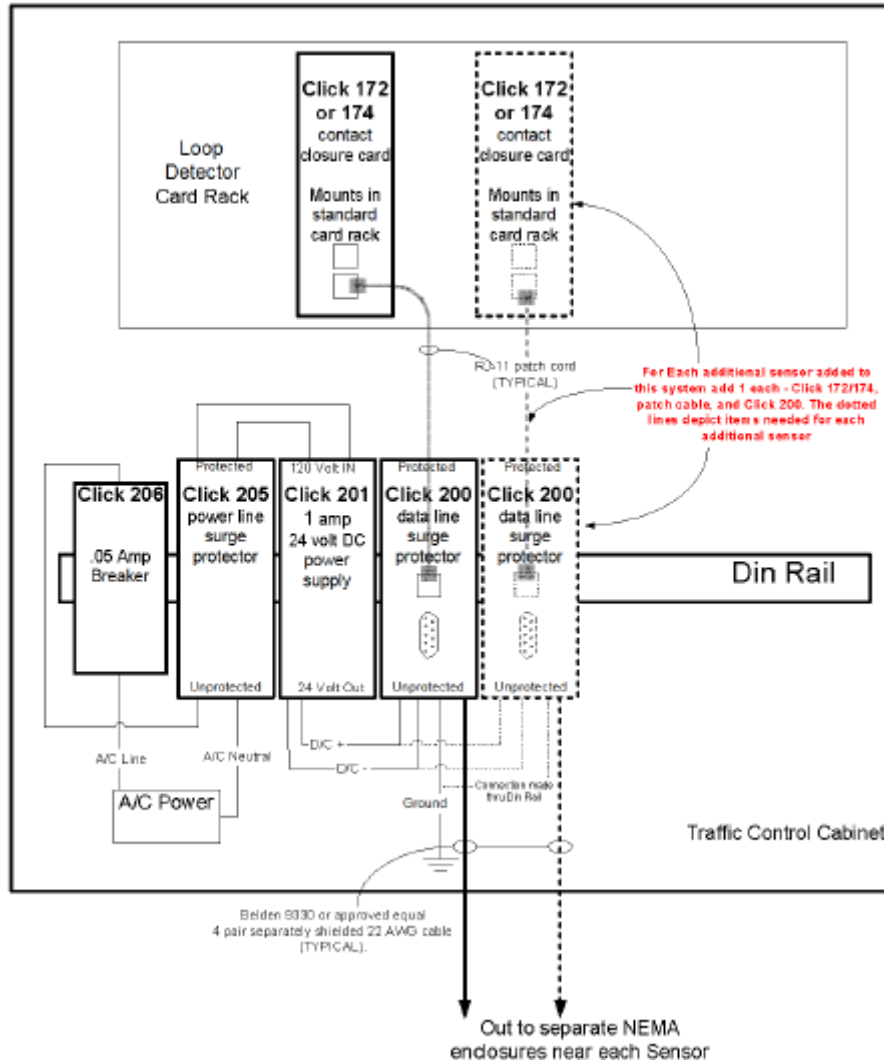 Click 172
or 174
contact
closure card
Mounts in
standard
card rack
Click 172
or 174
contact
closure card
Mounts in
standard
card rack
Loop
Detector
Card Rack
RJ-11 patch cord
(TYPICAL)
For Each additional sensor added to
this system add 1 each - Click 172/174,
patch cable, and Click 200. The dotted
lines depict items needed for each
additional sensor
Click 206
.05 Amp
Breaker
Protected
Click 205
power line
surge
protector
Unprotected
120 Volt IN
Click 201
1 amp
24 volt DC
power
supply
24 Volt Out
Protected
Click 200
data line
surge
protector
Unprotected
Protected
Click 200
data line
surge
protector
Unprotected
Din Rail
A/C Line
A/C Neutral
A/C Power
D/C +
D/C -
Ground
Connection made
thru Din Rail
Traffic Control Cabinet
Belden 9330 or approved equal
4 pair separately shielded 22 AWG cable
(TYPICAL).
Out to separate NEMA
enclosures near each Sensor